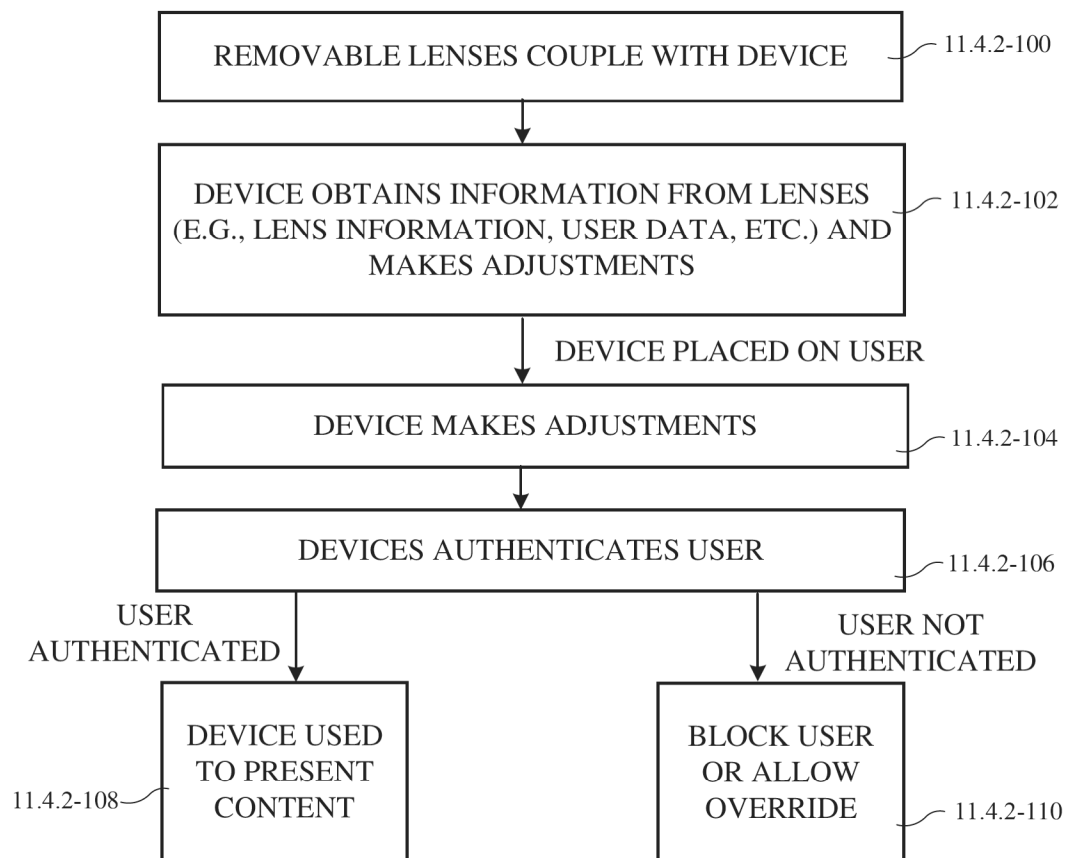 REMOVABLE LENSES COUPLE WITH DEVICE
11.4.2-100
DEVICE OBTAINS INFORMATION FROM LENSES
(E.G., LENS INFORMATION, USER DATA, ETC.) AND
MAKES ADJUSTMENTS
11.4.2-102
DEVICE PLACED ON USER
DEVICE MAKES ADJUSTMENTS
11.4.2-104
DEVICES AUTHENTICATES USER
11.4.2-106
USER
AUTHENTICATED
USER NOT
AUTHENTICATED
DEVICE USED
TO PRESENT
CONTENT
11.4.2-108
BLOCK USER
OR ALLOW
OVERRIDE
11.4.2-110